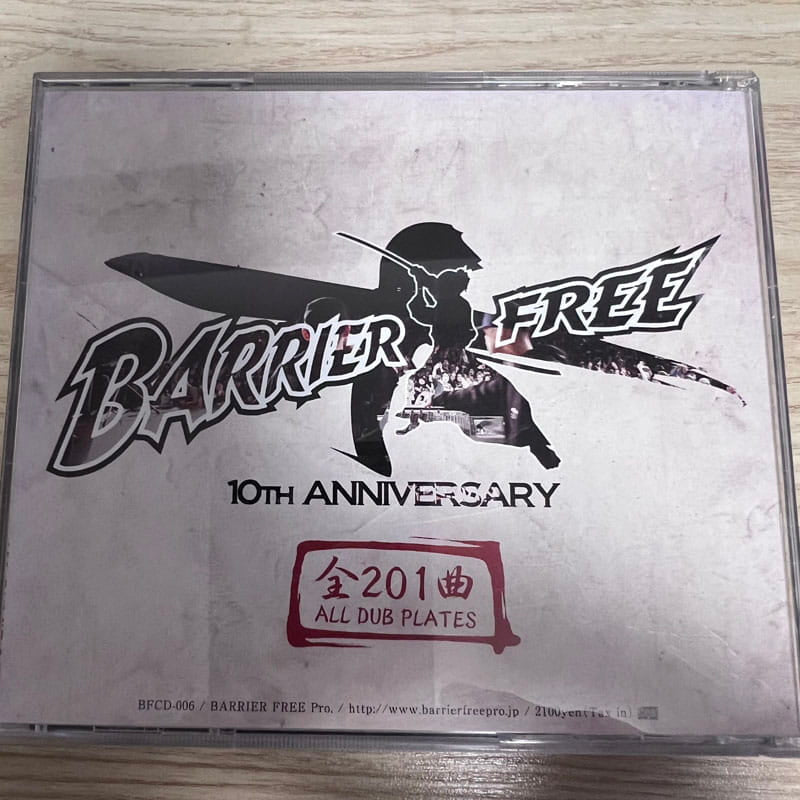 BARRIER FREE
10TH ANNIVERSARY
全201曲
ALL DUB PLATES
BFCD-006 / BARRIER FREE Pro. / http://www.barrierfreepro.jp / 2100yen(Tax in)